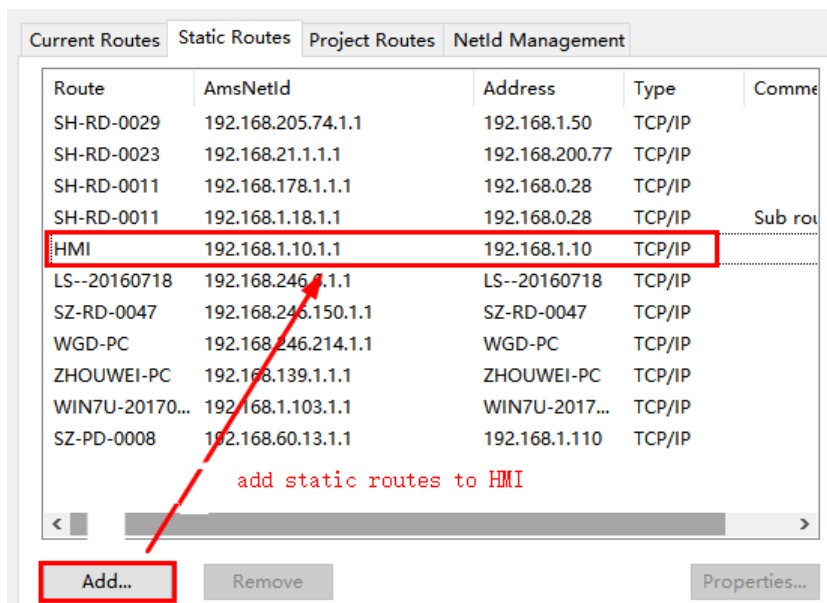 Current Routes Static Routes Project Routes NetId Management
Route AmsNetId Address Type Comme
SH-RD-0029 192.168.205.74.1.1 192.168.1.50 TCP/IP
SH-RD-0023 192.168.21.1.1.1 192.168.200.77 TCP/IP
SH-RD-0011 192.168.178.1.1.1 192.168.0.28 TCP/IP
SH-RD-0011 192.168.1.18.1.1 192.168.0.28 TCP/IP Sub rou
HMI 192.168.1.10.1.1 192.168.1.10 TCP/IP
LS--20160718 LS--20160718 TCP/IP
SZ-RD-0047 192.168.246.150.1.1 SZ-RD-0047 TCP/IP
WGD-PC 192.168.246.214.1.1 WGD-PC TCP/IP
ZHOUWEI-PC 192.168.139.1.1.1 ZHOUWEI-PC TCP/IP
WIN7U-20170... 192.168.1.103.1.1 WIN7U-2017... TCP/IP
SZ-PD-0008 192.168.60.13.1.1 192.168.1.110 TCP/IP
add static routes to HMI
Add... Remove Properties...